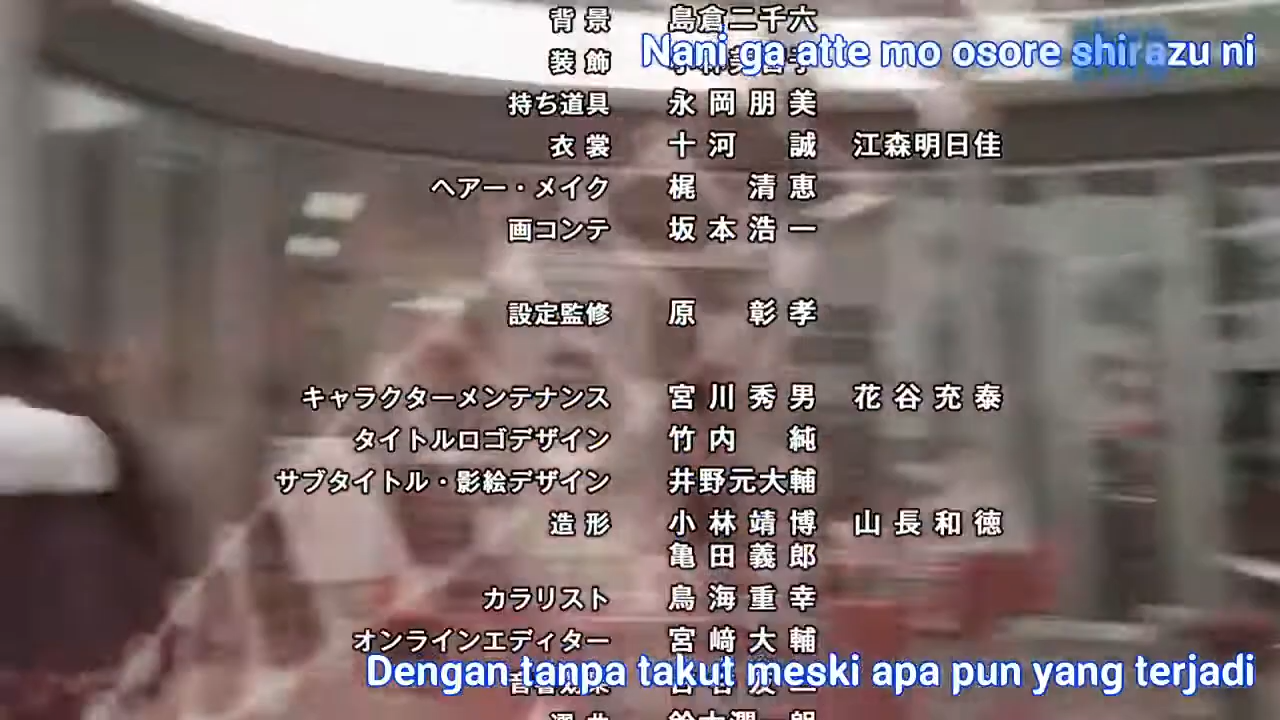 背景 島倉二千六
Nani ga atte mo osore shirazu ni
装飾
持ち道具 永岡朋美
衣裳 十河 誠 江森明日佳
ヘアー・メイク 梶 清恵
画コンテ 坂本浩一
設定監修 原 彰孝
キャラクターメンテナンス 宮川秀男 花谷充泰
タイトルロゴデザイン 竹内 純
サブタイトル・影絵デザイン 井野元大輔
造形 小林靖博 山長和徳
亀田義郎
カラリスト 鳥海重幸
オンラインエディター 宮﨑大輔
Dengan tanpa takut meski apa pun yang terjadi